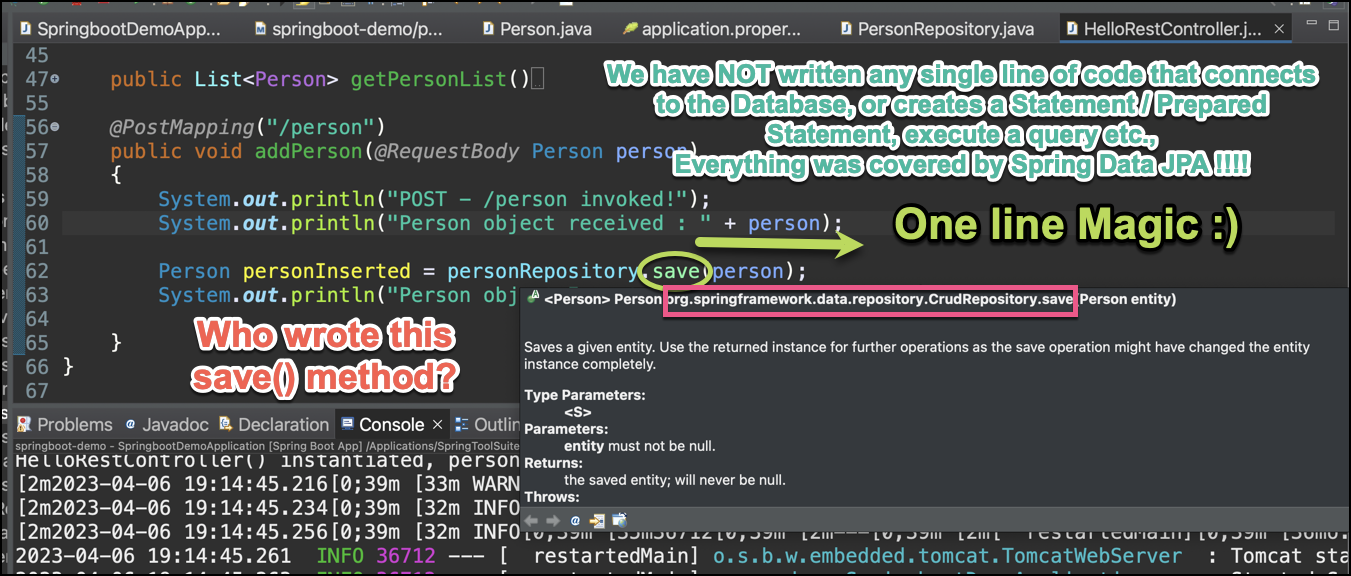 SpringbootDemoApp... springboot-demo/p... Person.java application.proper... PersonRepository.java HelloRestController.j...
45
47 public List<Person> getPersonList()
55
56 @PostMapping("/person")
57 public void addPerson(@RequestBody Person person)
58 {
59 System.out.println("POST - /person invoked!");
60 System.out.println("Person object received : " + person);
61
62 Person personInserted = personRepository.save(person);
63 System.out.println("Person obj
64
65 }
66 }
67
We have NOT written any single line of code that connects
to the Database, or creates a Statement / Prepared
Statement, execute a query etc.,
Everything was covered by Spring Data JPA !!!!
One line Magic :)
Who wrote this
save() method?
<Person> Person org.springframework.data.repository.CrudRepository.save(Person entity)
Saves a given entity. Use the returned instance for further operations as the save operation might have changed the entity
instance completely.
Type Parameters:
<S>
Parameters:
entity must not be null.
Returns:
the saved entity; will never be null.
Throws:
Problems Javadoc Declaration Console Outlin
springboot-demo - SpringbootDemoApplication [Spring Boot App] /Applications/SpringToolSuite
HelloRestController() instantiated, person
[2m2023-04-06 19:14:45.216[0;39m [33m WARN
[2m2023-04-06 19:14:45.234[0;39m [32m INFO
[2m2023-04-06 19:14:45.256[0;39m [32m INFO
2023-04-06 19:14:45.261 INFO 36712 --- [ restartedMain] o.s.b.w.embedded.tomcat.TomcatWebServer : Tomcat sta